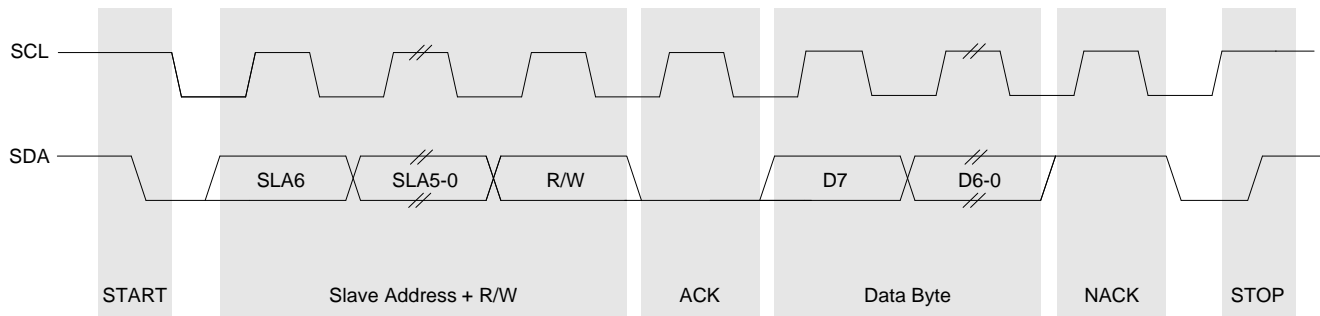 SCL
SDA
SLA6 SLA5-0 R/W D7 D6-0
START Slave Address + R/W ACK Data Byte NACK STOP